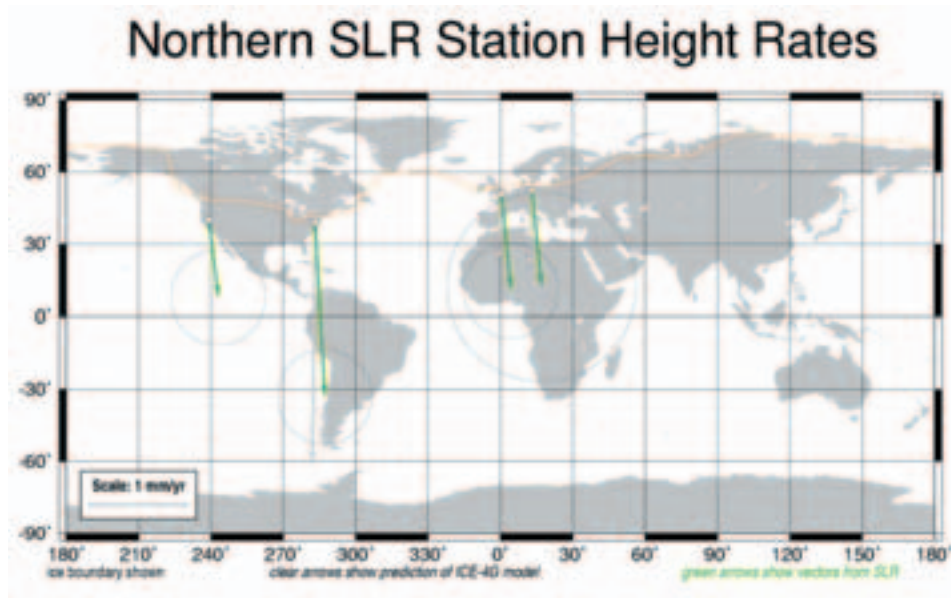 Northern SLR Station Height Rates
90°
60°
30°
0°
-30°
-60°
-90°
Scale: 1 mm/yr
180° 210° 240° 270° 300° 330° 0° 30° 60° 90° 120° 150° 180°
ice boundary shown clear arrows show prediction of ICE-4G model. green arrows show vectors from SLR